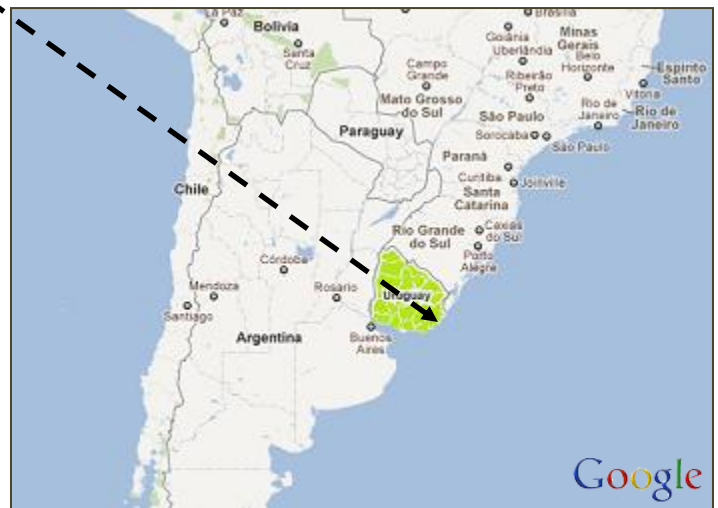 La Paz
Brasília
Bolivia
Goiânia
Minas
Gerais
Santa
Cruz
Uberlândia
Belo
Horizonte
Campo
Grande
Espirito
Santo
Ribeirão
Preto
Vitoria
Mato Grosso
do Sul
Rio de
Janeiro
Rio de
Janeiro
São Paulo
Paraguay
Sorocaba
São Paulo
Paraná
Curitiba
Joinville
Chile
Santa
Catarina
Rio Grande
do Sul
Caxias
do Sul
Porto
Alegre
Córdoba
Mendoza
Rosario
Uruguay
Santiago
Argentina
Buenos
Aires
Google